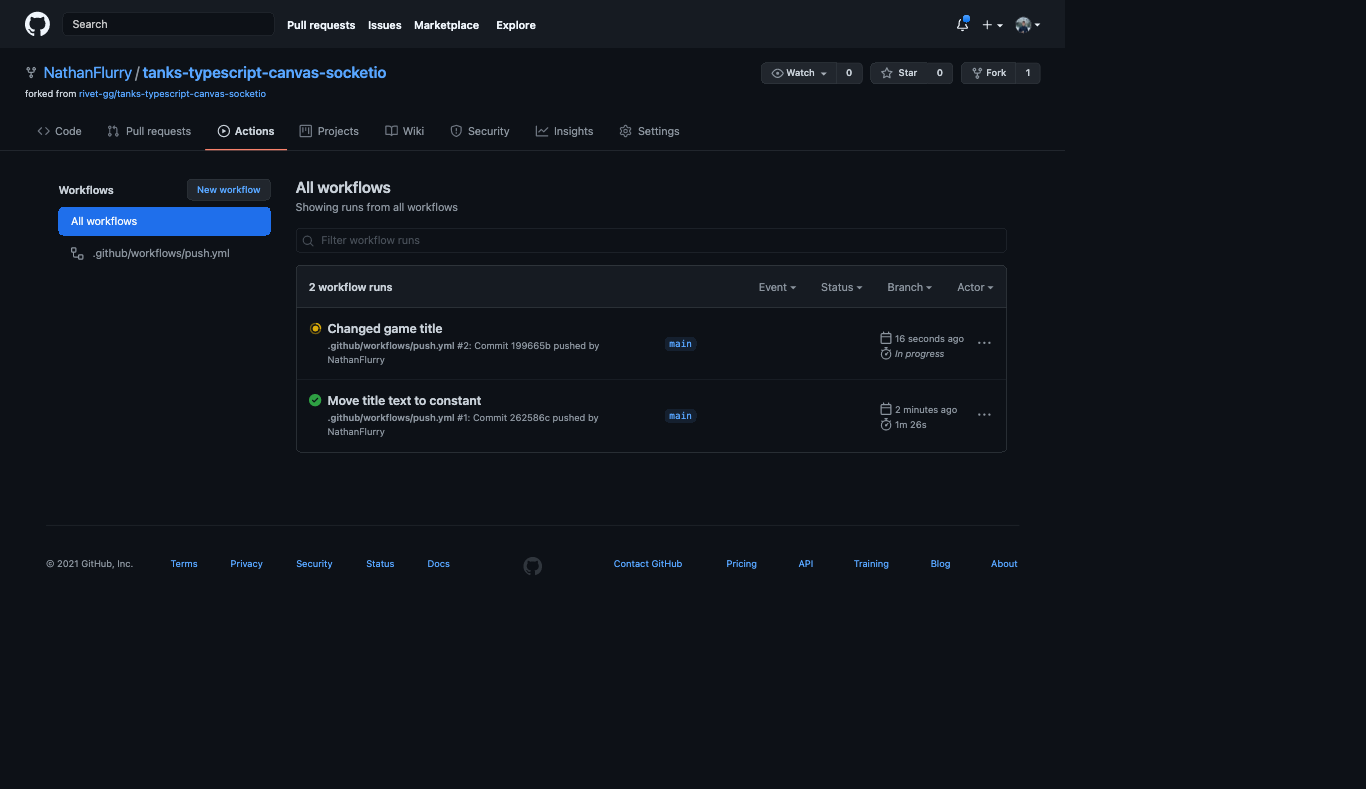 Search Pull requests Issues Marketplace Explore
NathanFlurry / tanks-typescript-canvas-socketio
Watch 0 Star 0 Fork 1
forked from rivet-gg/tanks-typescript-canvas-socketio
Code Pull requests Actions Projects Wiki Security Insights Settings
Workflows New workflow
All workflows
.github/workflows/push.yml
All workflows
Showing runs from all workflows
Filter workflow runs
2 workflow runs Event Status Branch Actor
Changed game title
.github/workflows/push.yml #2: Commit 199665b pushed by
NathanFlurry
main
16 seconds ago
In progress
Move title text to constant
.github/workflows/push.yml #1: Commit 262586c pushed by
NathanFlurry
main
2 minutes ago
1m 26s
© 2021 GitHub, Inc. Terms Privacy Security Status Docs Contact GitHub Pricing API Training Blog About